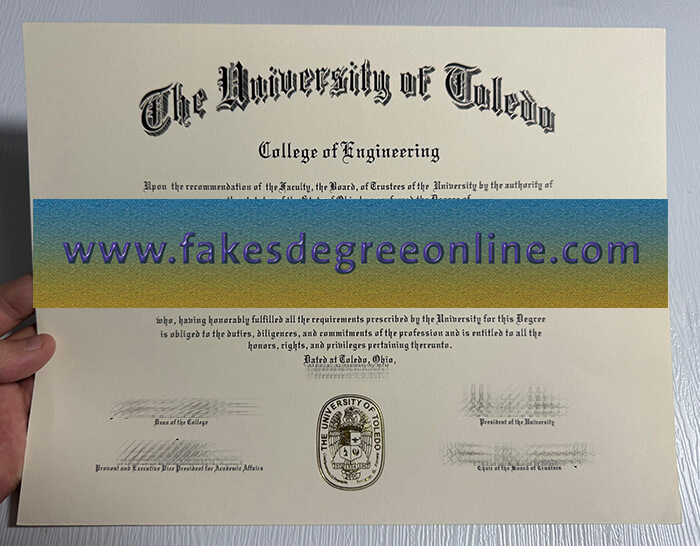 The University of Toledo
College of Engineering
Upon the recommendation of the Faculty, the Board, of Trustees of the University by the authority of
www.fakesdegreeonline.com
who, having honorably fulfilled all the requirements prescribed by the University for this Degree
is obliged to the duties, diligences, and commitments of the profession and is entitled to all the
honors, rights, and privileges pertaining thereunto.
Dated at Toledo, Ohio,
Dean of the College
President of the University
THE UNIVERSITY OF TOLEDO
Provost and Executive Vice President for Academic Affairs
Chair of the Board of Trustees